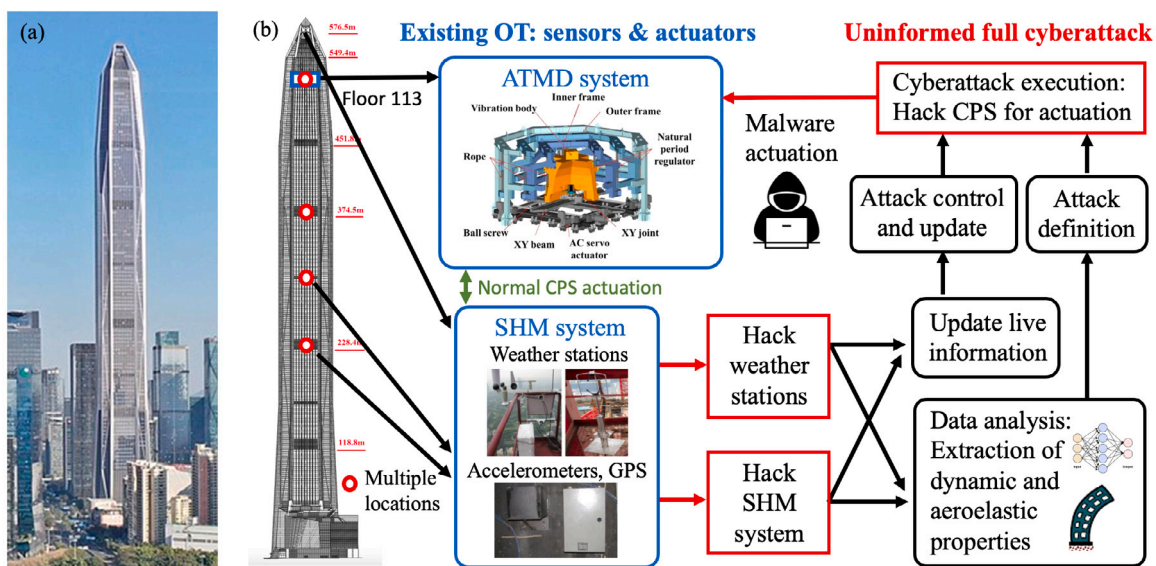 (a)
(b)
576.5m
549.4m
Floor 113
451.8m
374.5m
228.4m
118.8m
Multiple
locations
Existing OT: sensors & actuators
ATMD system
Inner frame
Vibration body
Outer frame
Rope
Natural
period
regulator
Ball screw
XY beam
AC servo
actuator
XY joint
Normal CPS actuation
SHM system
Weather stations
Accelerometers, GPS
Uninformed full cyberattack
Cyberattack execution:
Hack CPS for actuation
Malware
actuation
Attack control
and update
Attack
definition
Hack
weather
stations
Update live
information
Hack
SHM
system
Data analysis:
Extraction of
dynamic and
aeroelastic
properties